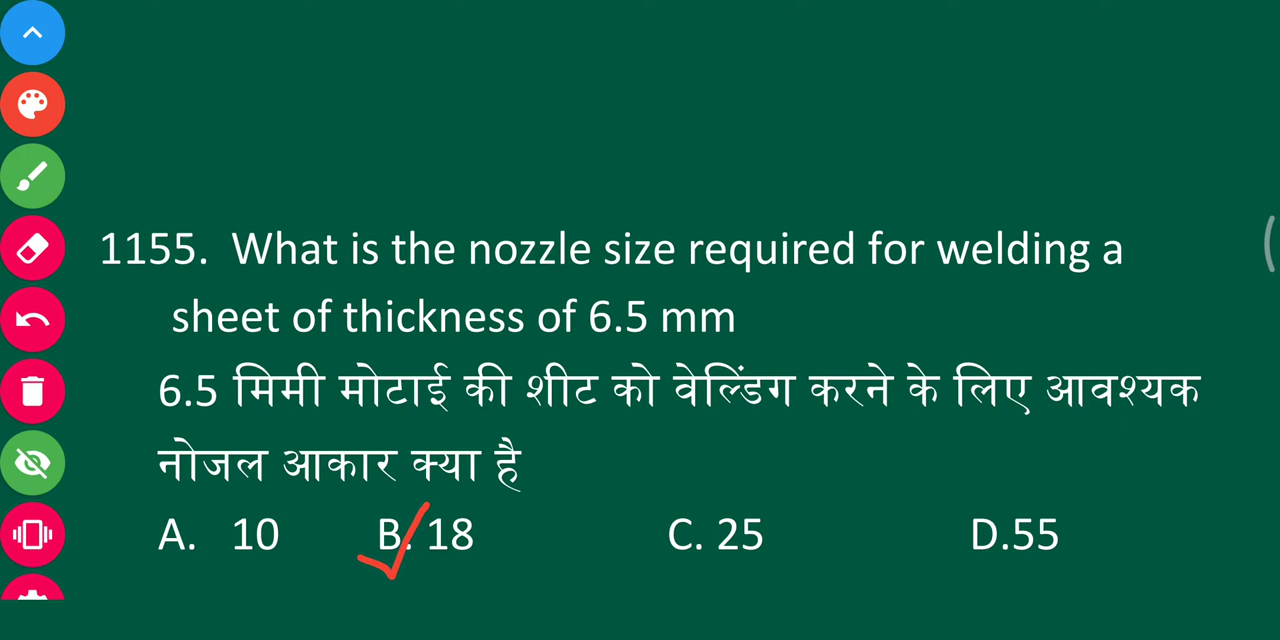 1155. What is the nozzle size required for welding a
sheet of thickness of 6.5 mm
6.5 मिमी मोटाई की शीट को वेल्डिंग करने के लिए आवश्यक
नोजल आकार क्या है
A. 10 B. 18 C. 25 D.55